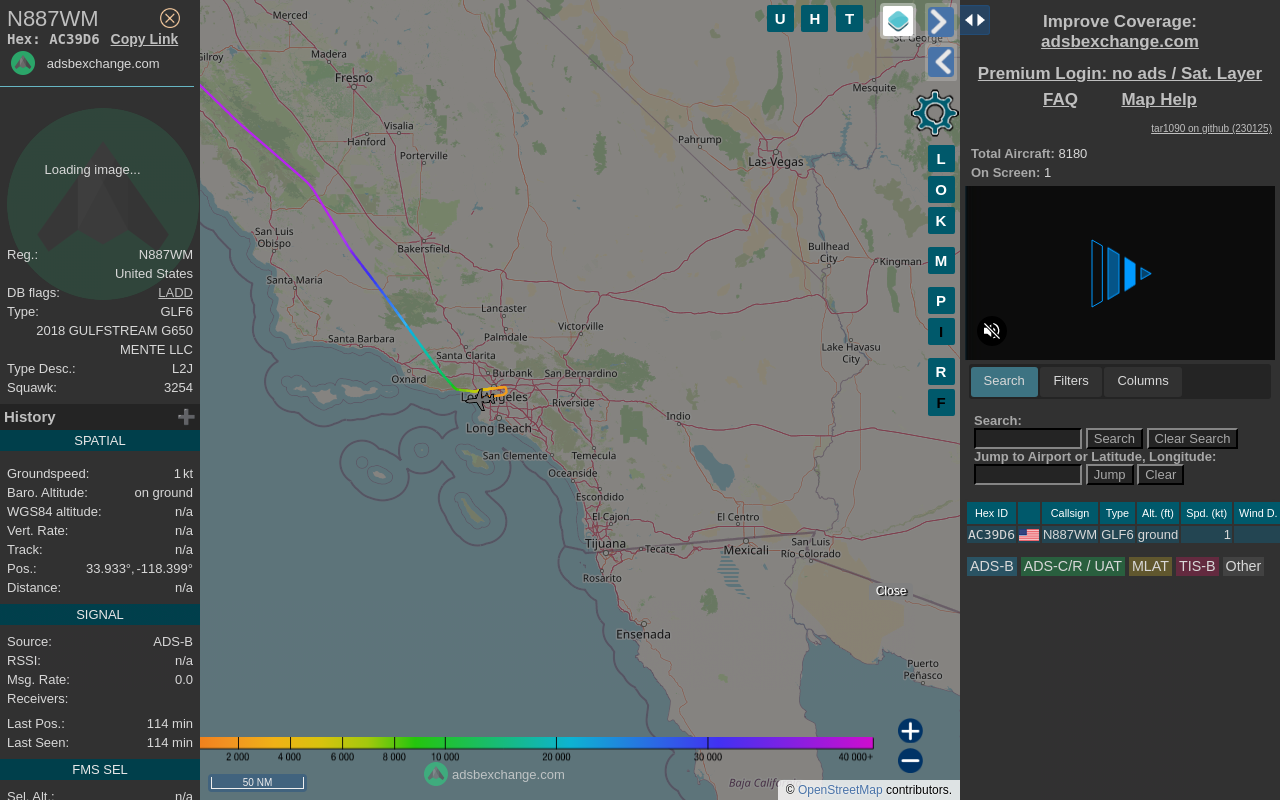 N887WM
Hex: AC39D6 Copy Link
adsbexchange.com
Loading image...
Reg.: N887WM
United States
DB flags: LADD
Type: GLF6
2018 GULFSTREAM G650
MENTE LLC
Type Desc.: L2J
Squawk: 3254
History
SPATIAL
Groundspeed: 1 kt
Baro. Altitude: on ground
WGS84 altitude: n/a
Vert. Rate: n/a
Track: n/a
Pos.: 33.933°, -118.399°
Distance: n/a
SIGNAL
Source: ADS-B
RSSI: n/a
Msg. Rate: 0.0
Receivers:
Last Pos.: 114 min
Last Seen: 114 min
FMS SEL
Sel. Alt.: n/a
Merced
Gilroy
Madera
Fresno
Visalia
Hanford
Porterville
San Luis
Obispo
Bakersfield
Santa Maria
Lancaster
Palmdale
Victorville
Santa Barbara
Santa Clarita
Oxnard
Burbank
San Bernardino
Los Angeles
Riverside
Long Beach
San Clemente
Temecula
Oceanside
Escondido
El Cajon
Tijuana
Tecate
Rosarito
Ensenada
Indio
El Centro
Mexicali
San Luis
Río Colorado
Puerto
Peñasco
Pahrump
Las Vegas
Mesquite
St. George
Bullhead
City
Kingman
Lake Havasu
City
U H T
L
O
K
M
P
I
R
F
Close
2 000 4 000 6 000 8 000 10 000 20 000 30 000 40 000+
50 NM
adsbexchange.com
Baja California
© OpenStreetMap contributors.
Improve Coverage:
adsbexchange.com
Premium Login: no ads / Sat. Layer
FAQ Map Help
tar1090 on github (230125)
Total Aircraft: 8180
On Screen: 1
Search Filters Columns
Search:
Search Clear Search
Jump to Airport or Latitude, Longitude:
Jump Clear
Hex ID Callsign Type Alt. (ft) Spd. (kt) Wind D.
AC39D6 N887WM GLF6 ground 1
ADS-B ADS-C/R / UAT MLAT TIS-B Other